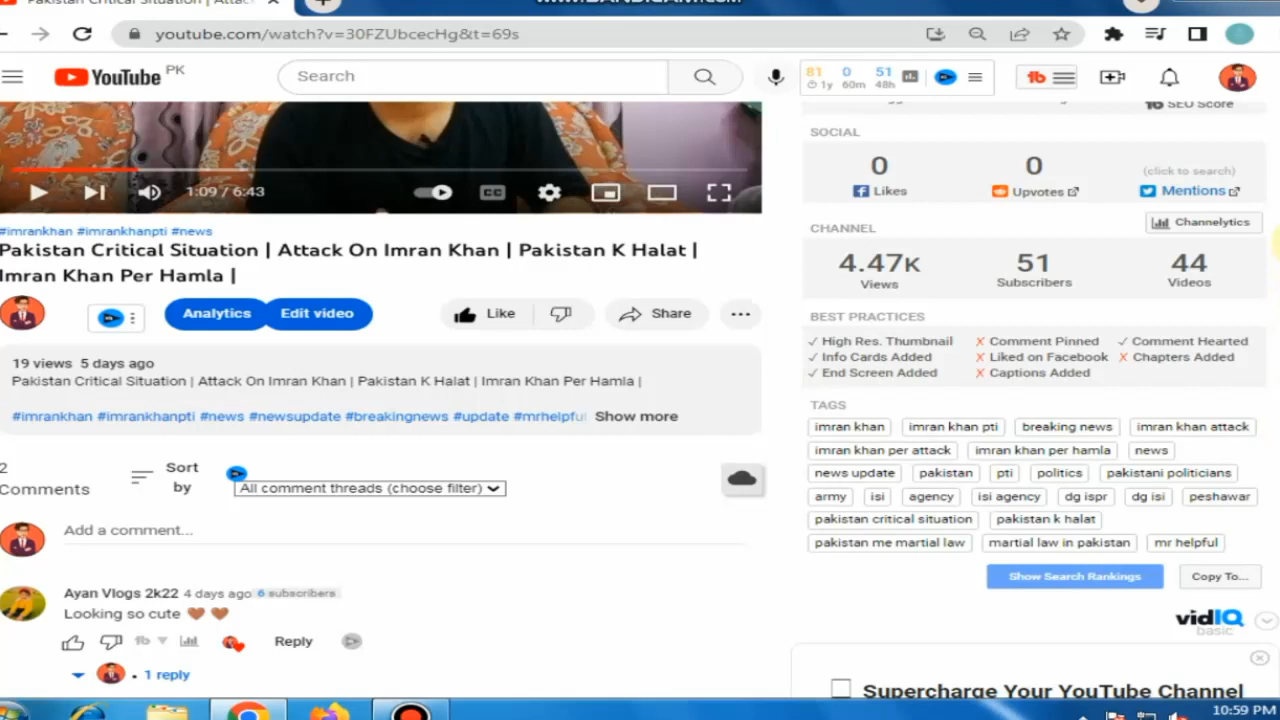 Pakistan Critical Situation | Attac
www.BANDICAM.com
youtube.com/watch?v=30FZUbcecHg&t=69s
YouTube PK
Search
81 0 51
1y 60m 48h
tb
1:09 / 6:43
CC
#imrankhan #imrankhanpti #news
Pakistan Critical Situation | Attack On Imran Khan | Pakistan K Halat |
Imran Khan Per Hamla |
Analytics
Edit video
Like
Share
19 views 5 days ago
Pakistan Critical Situation | Attack On Imran Khan | Pakistan K Halat | Imran Khan Per Hamla |
#imrankhan #imrankhanpti #news #newsupdate #breakingnews #update #mrhelpfu Show more
2
Comments
Sort
by
All comment threads (choose filter)
Add a comment...
Ayan Vlogs 2k22 4 days ago 6 subscribers
Looking so cute
tb
Reply
1 reply
tb SEO Score
SOCIAL
0 0 (click to search)
Likes Upvotes Mentions
CHANNEL
Channelytics
4.47K 51 44
Views Subscribers Videos
BEST PRACTICES
✓ High Res. Thumbnail ✗ Comment Pinned ✓ Comment Hearted
✓ Info Cards Added ✗ Liked on Facebook ✗ Chapters Added
✓ End Screen Added ✗ Captions Added
TAGS
imran khan imran khan pti breaking news imran khan attack
imran khan per attack imran khan per hamla news
news update pakistan pti politics pakistani politicians
army isi agency isi agency dg ispr dg isi peshawar
pakistan critical situation pakistan k halat
pakistan me martial law martial law in pakistan mr helpful
Show Search Rankings
Copy To...
vidIQ
basic
Supercharge Your YouTube Channel
10:59 PM